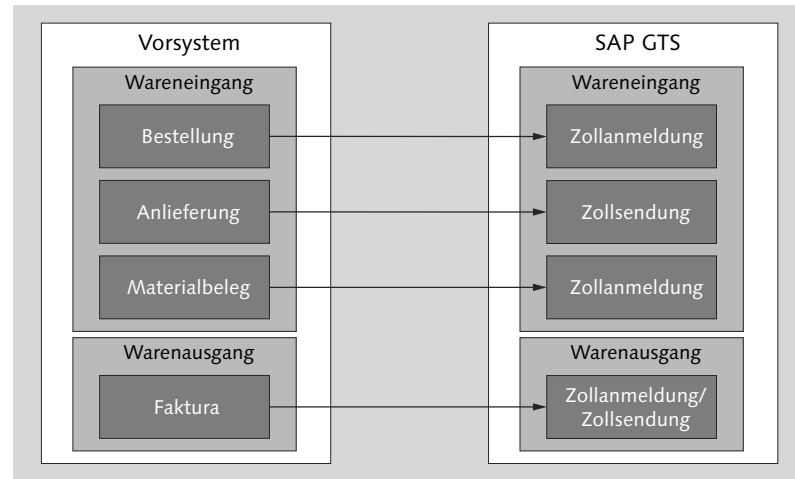 Vorsystem
Wareneingang
Bestellung
Anlieferung
Materialbeleg
Warenausgang
Faktura
SAP GTS
Wareneingang
Zollanmeldung
Zollsendung
Zollanmeldung
Warenausgang
Zollanmeldung/
Zollsendung